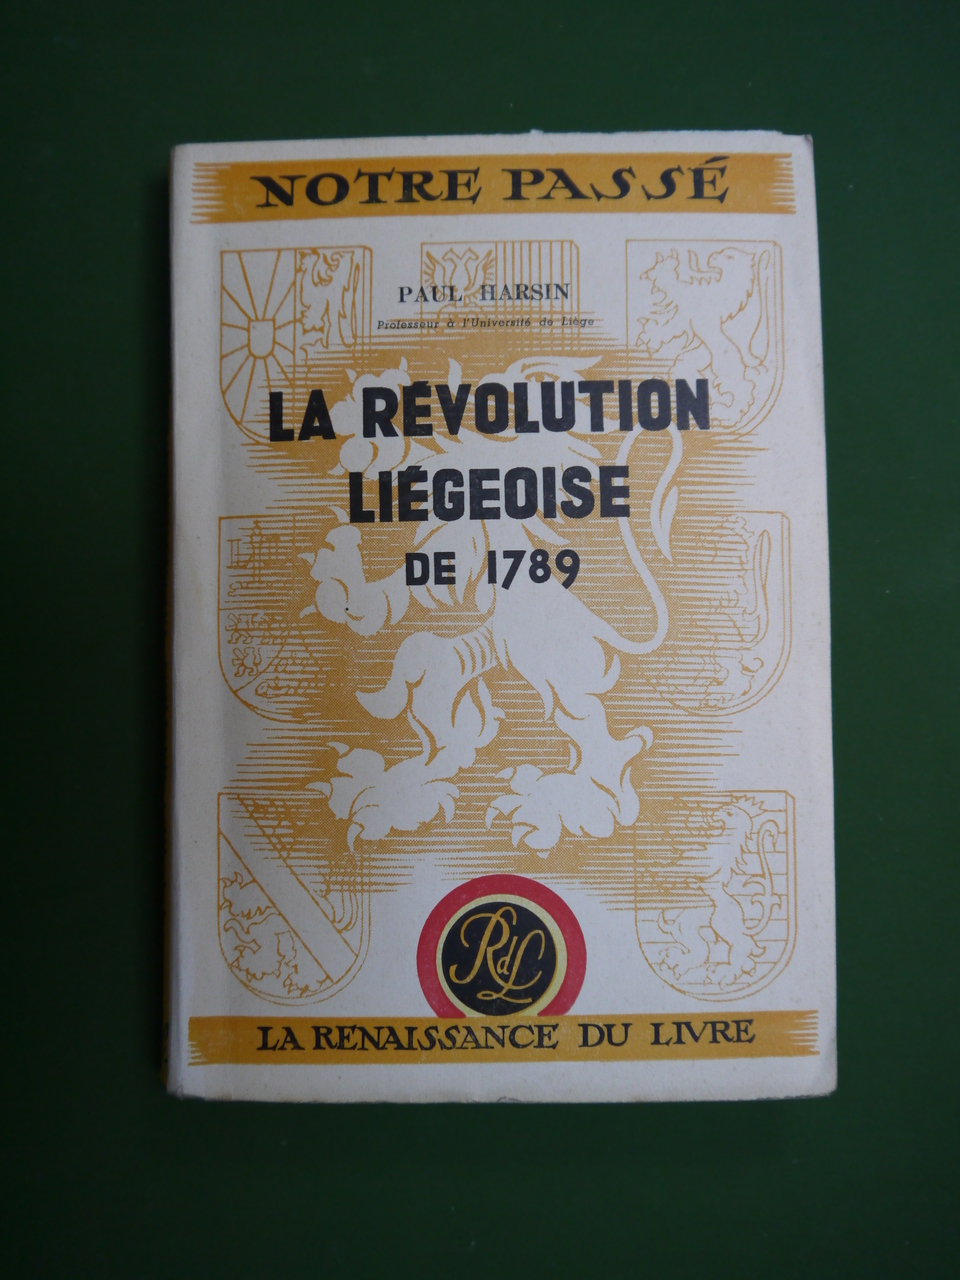 NOTRE PASSÉ
PAUL HARSIN
Professeur à l'Université de Liège
LA RÉVOLUTION
LIÉGEOISE
DE 1789
RdL
LA RENAISSANCE DU LIVRE